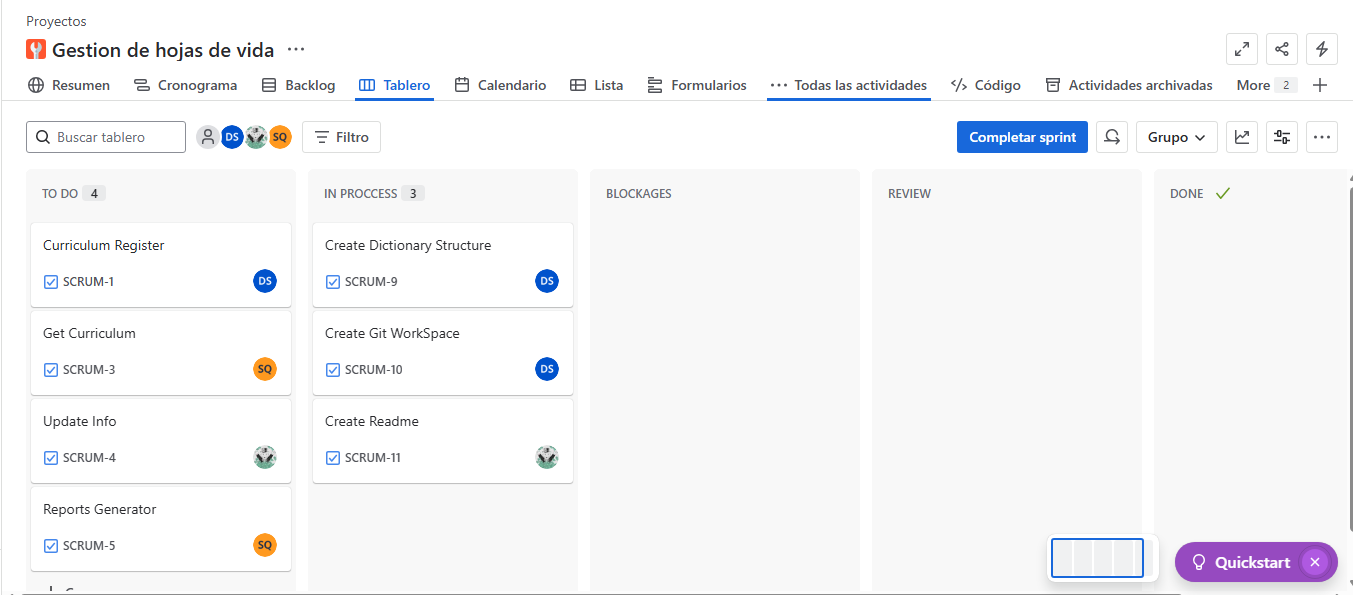 Proyectos
Gestion de hojas de vida
Resumen Cronograma Backlog Tablero Calendario Lista Formularios Todas las actividades Código Actividades archivadas More 2
Buscar tablero DS SQ Filtro Completar sprint Grupo
TO DO 4
Curriculum Register
SCRUM-1 DS
Get Curriculum
SCRUM-3 SQ
Update Info
SCRUM-4
Reports Generator
SCRUM-5 SQ
IN PROCCESS 3
Create Dictionary Structure
SCRUM-9 DS
Create Git WorkSpace
SCRUM-10 DS
Create Readme
SCRUM-11
BLOCKAGES
REVIEW
DONE
Quickstart